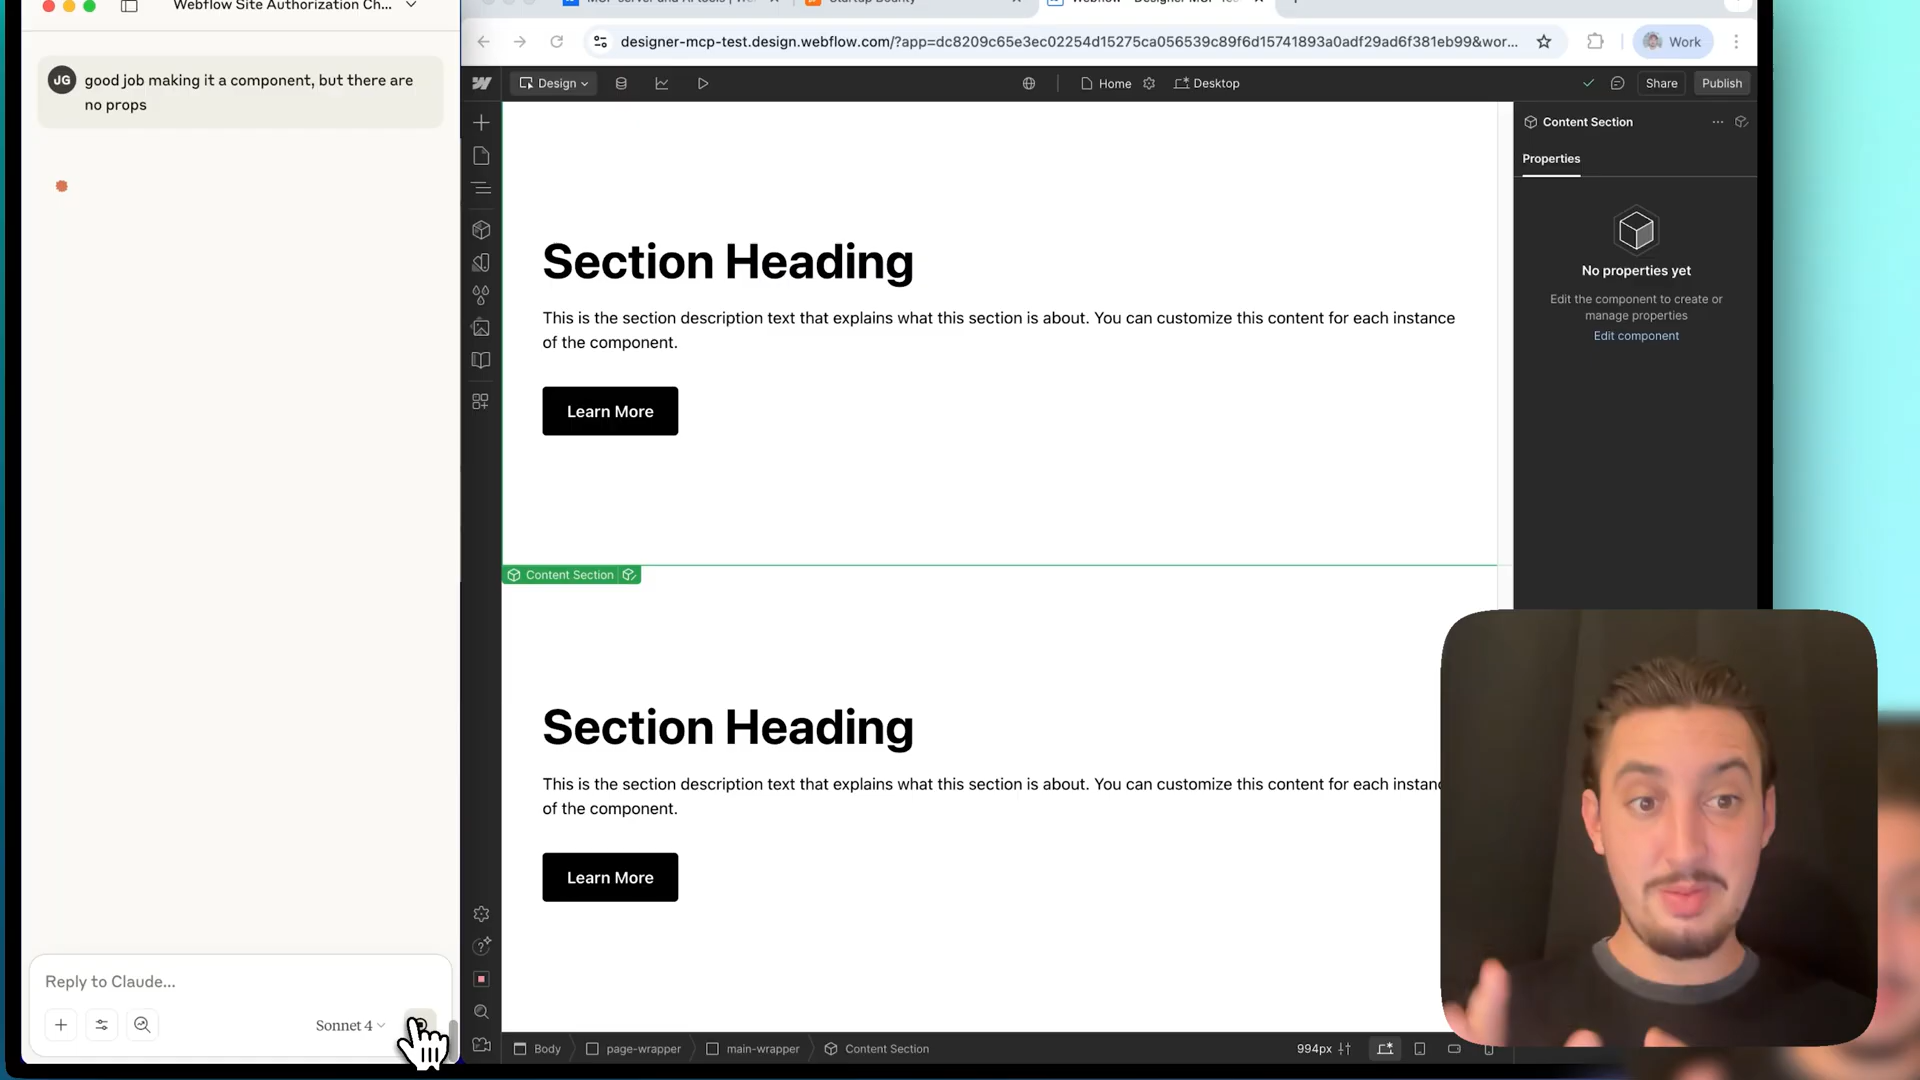 Webflow Site Authorization Ch...
JG
good job making it a component, but there are
no props
Reply to Claude...
Sonnet 4
Startup Bounty
designer-mcp-test.design.webflow.com/?app=dc8209c65e3ec02254d15275ca056539c89f6d15741893a0adf29ad6f381eb99&wor...
Work
Design
Home
Desktop
Share
Publish
Section Heading
This is the section description text that explains what this section is about. You can customize this content for each instance
of the component.
Learn More
Content Section
Section Heading
This is the section description text that explains what this section is about. You can customize this content for each
of the component.
Learn More
Body
page-wrapper
main-wrapper
Content Section
994px
Content Section
Properties
No properties yet
Edit the component to create or
manage properties
Edit component